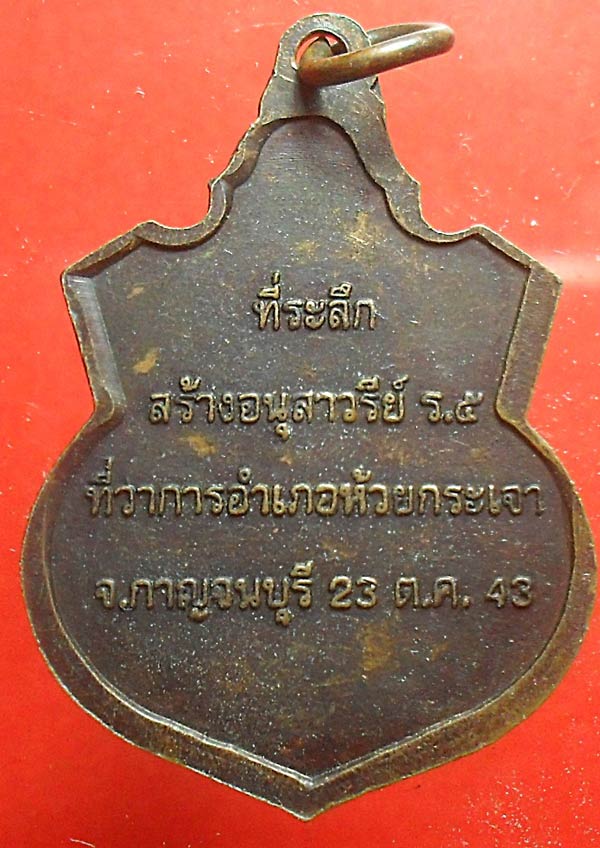 ที่ระลึก
สร้างอนุสาวรีย์ ร.๕
ที่ว่าการอำเภอห้วยกระเจา
จ.กาญจนบุรี 23 ต.ค. 43